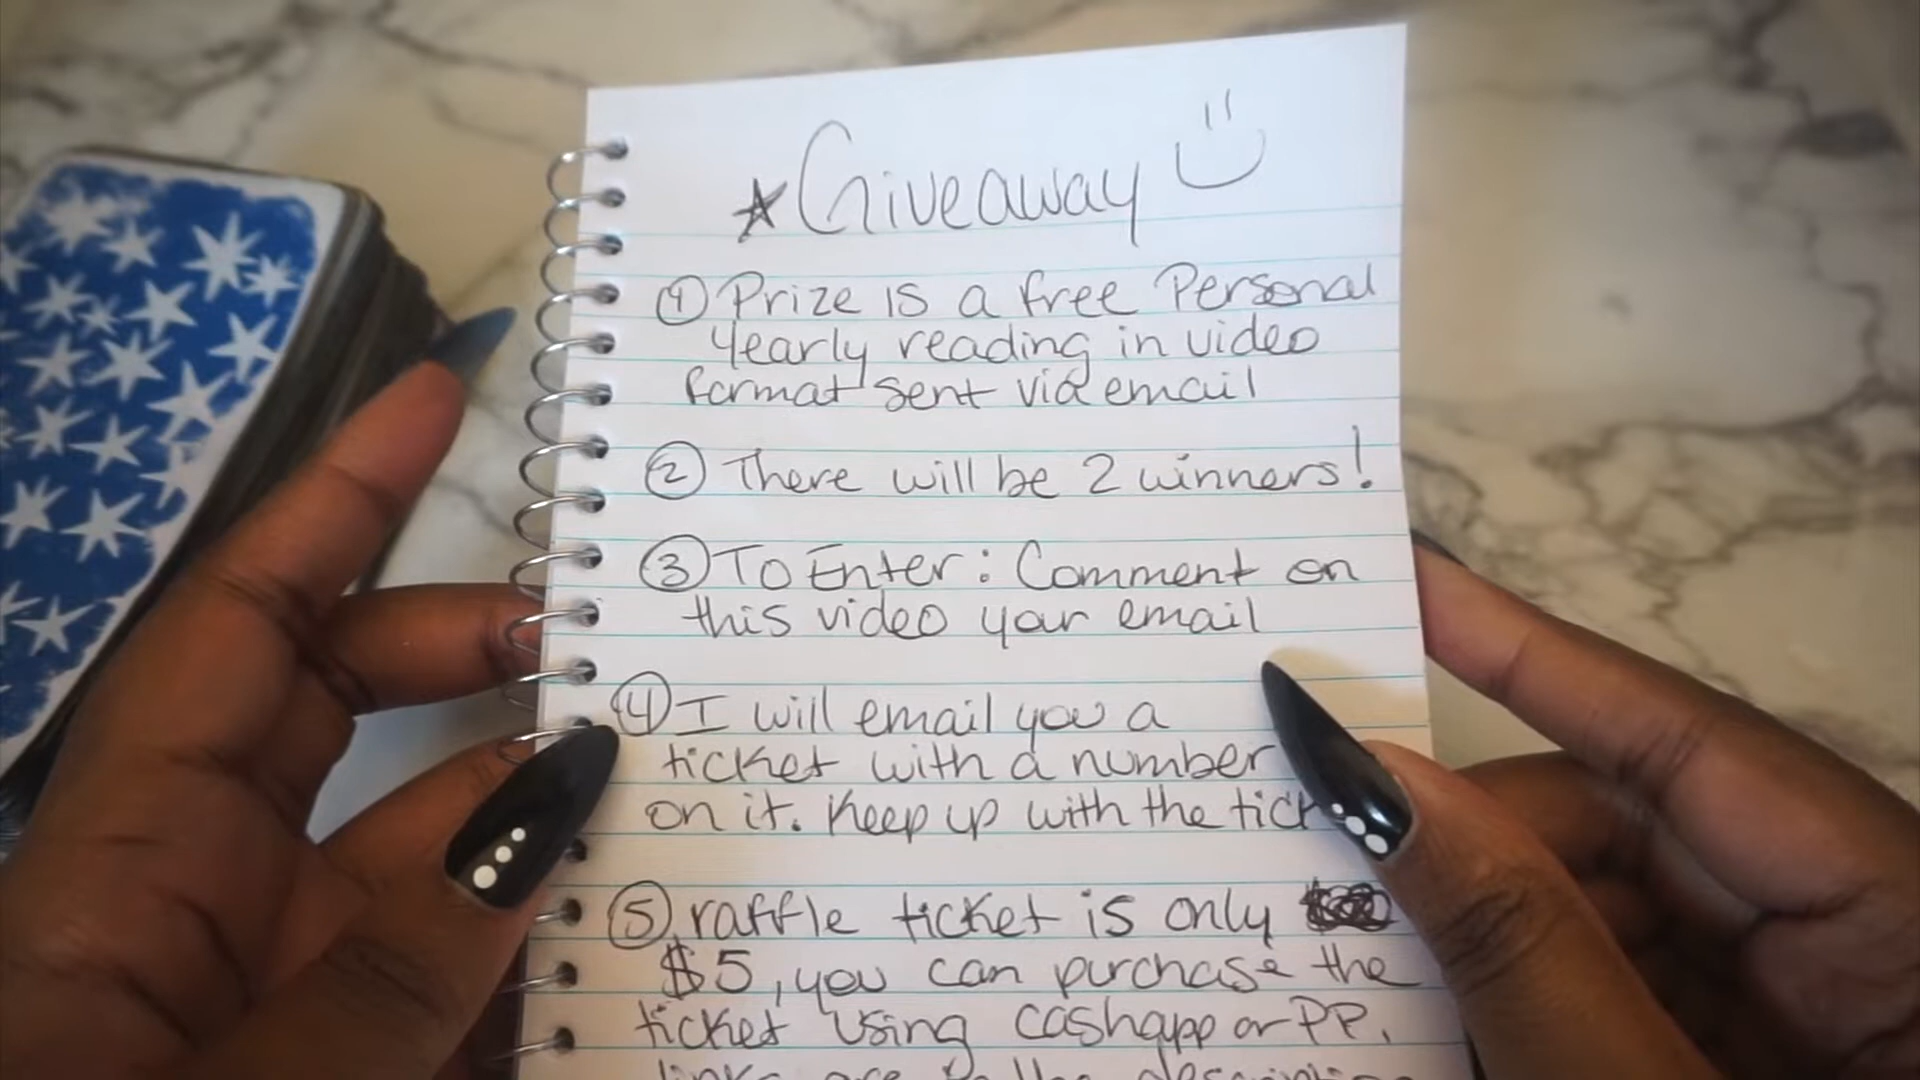 ★Giveaway
① Prize is a free Personal
yearly reading in video
format sent via email
② There will be 2 winners!
③ To Enter: Comment on
this video your email
④ I will email you a
ticket with a number
on it. Keep up with the
⑤ raffle ticket is only
$5, you can purchase the
ticket using cashapp or PP.
links are